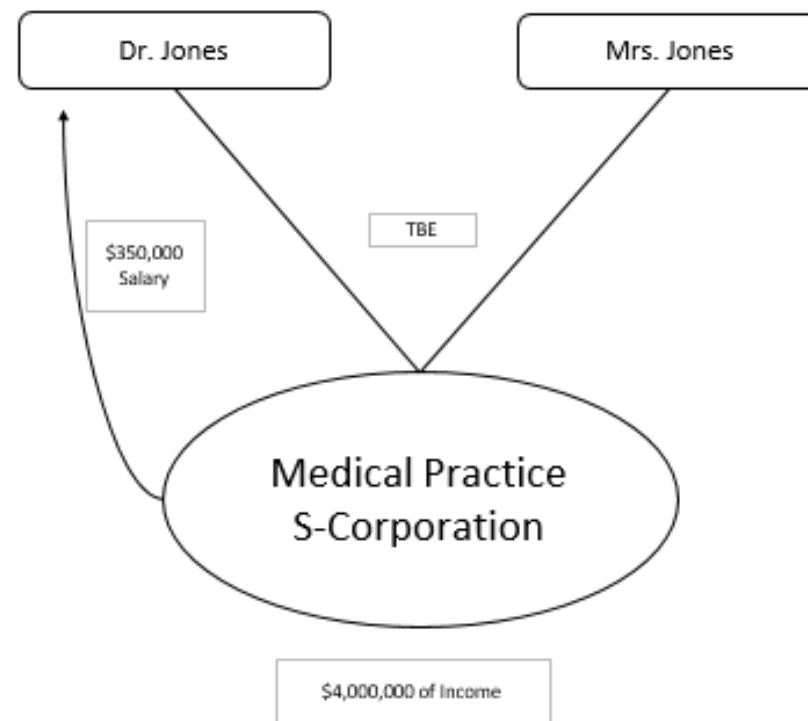 Dr. Jones
Mrs. Jones
$350,000
Salary
TBE
Medical Practice
S-Corporation
$4,000,000 of Income